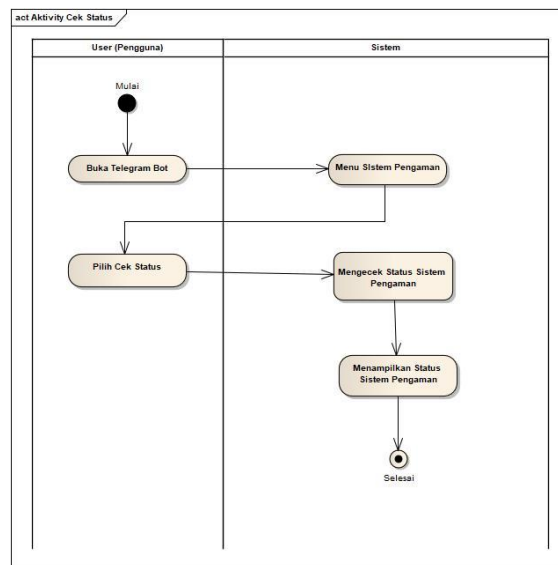 act Aktivity Cek Status
User (Pengguna)
Sistem
Mulai
Buka Telegram Bot
Menu SIstem Pengaman
Pilih Cek Status
Mengecek Status Sistem
Pengaman
Menampilkan Status
Sistem Pengaman
Selesai